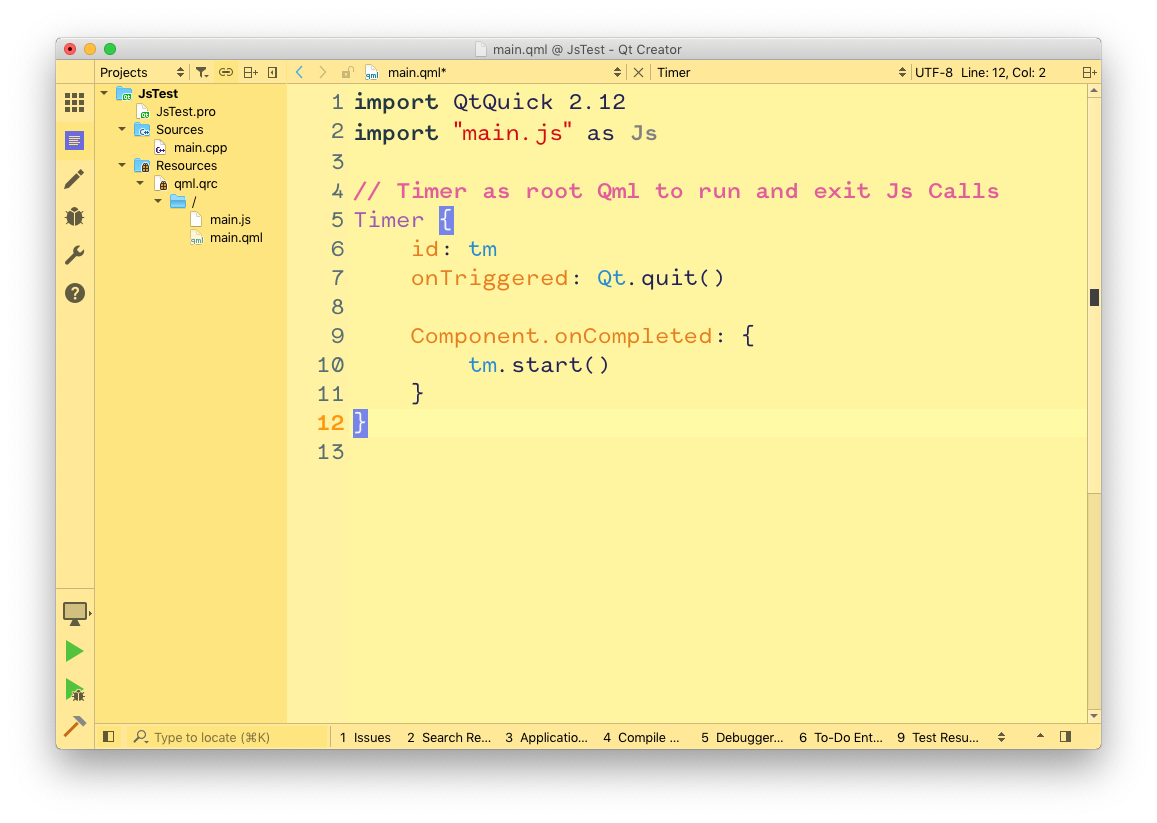 main.qml @ JsTest - Qt Creator
Projects main.qml* Timer UTF-8 Line: 12, Col: 2
JsTest
JsTest.pro
Sources
main.cpp
Resources
qml.qrc
/
main.js
main.qml
1 import QtQuick 2.12
2 import "main.js" as Js
3
4 // Timer as root Qml to run and exit Js Calls
5 Timer {
6     id: tm
7     onTriggered: Qt.quit()
8
9     Component.onCompleted: {
10         tm.start()
11     }
12 }
13
Type to locate (⌘K) 1 Issues 2 Search Re... 3 Applicatio... 4 Compile ... 5 Debugger... 6 To-Do Ent... 9 Test Resu...